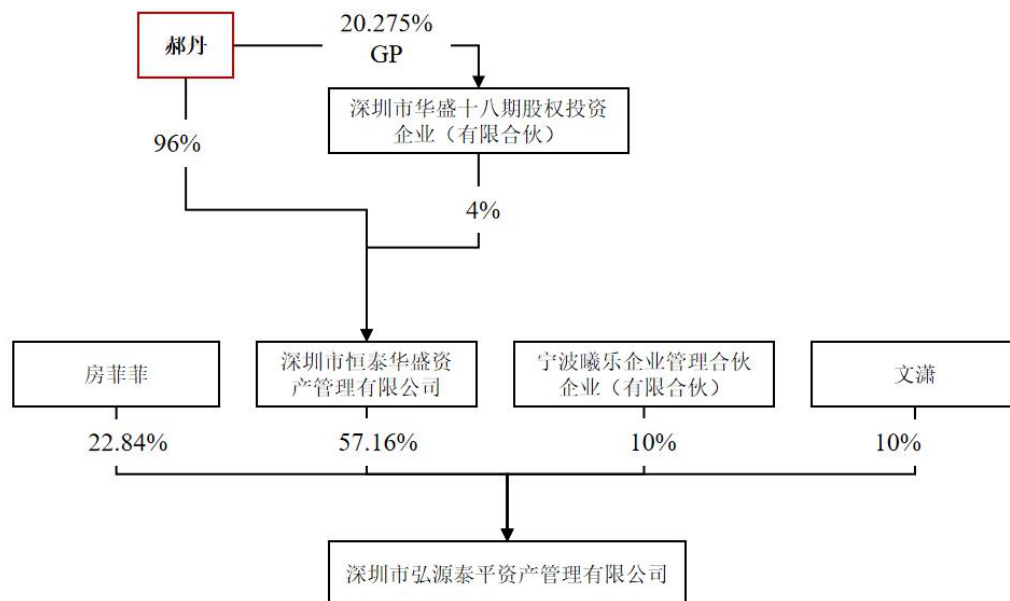 郝丹
20.275%
GP
深圳市华盛十八期股权投资
企业（有限合伙）
96%
4%
房菲菲
深圳市恒泰华盛资
产管理有限公司
宁波曦乐企业管理合伙
企业（有限合伙）
文潇
22.84%
57.16%
10%
10%
深圳市弘源泰平资产管理有限公司